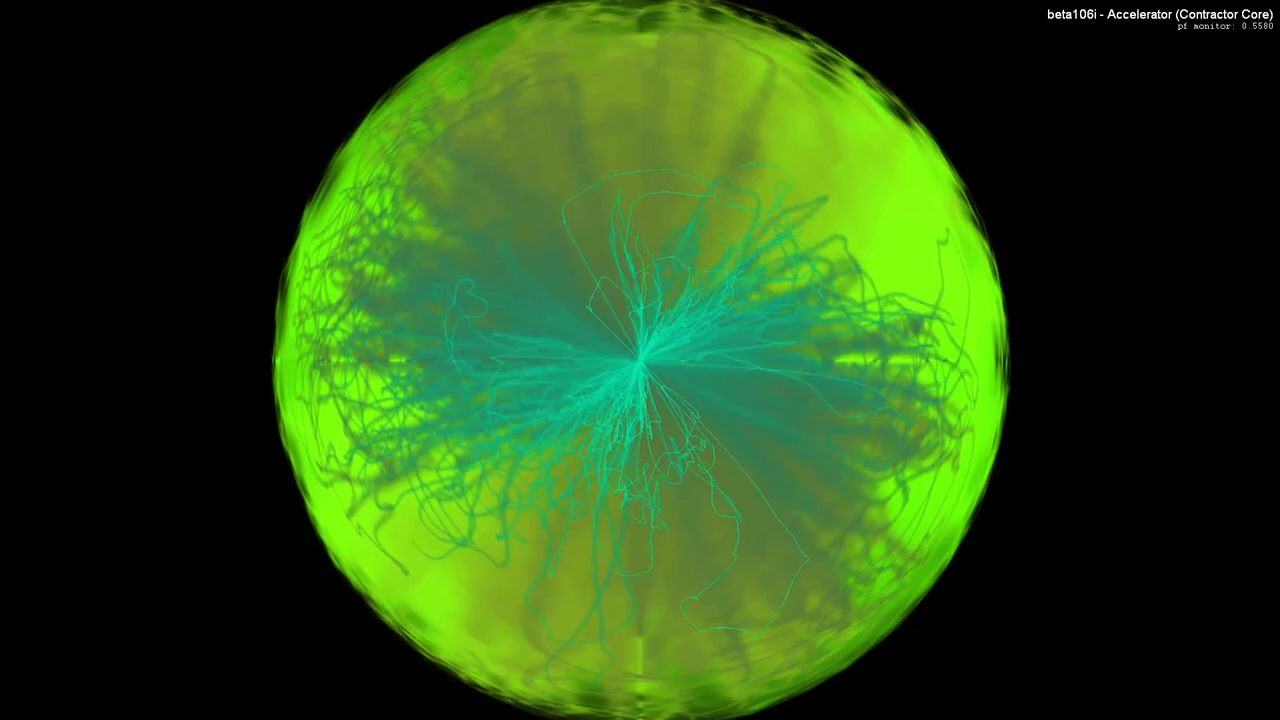 beta106i - Accelerator (Contractor Core)
pf monitor: 0.5580